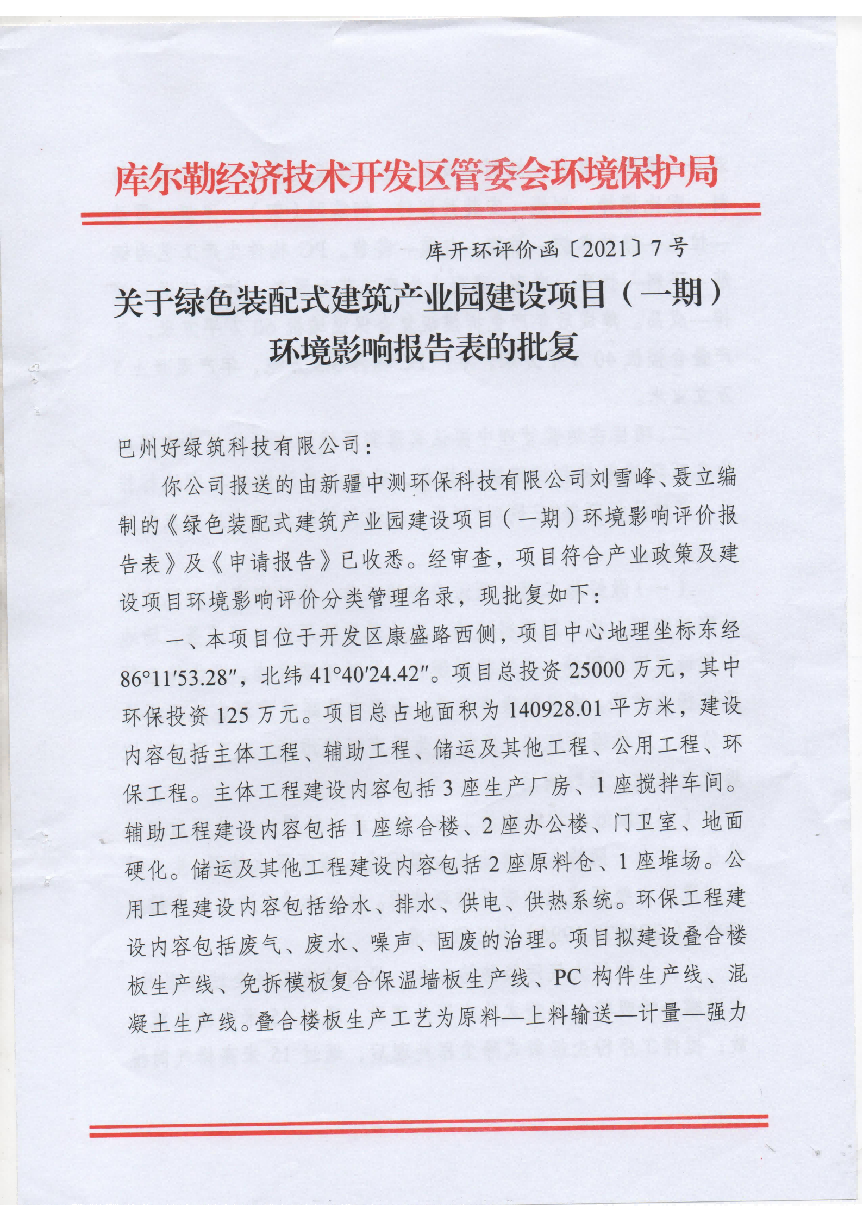 库尔勒经济技术开发区管委会环境保护局
库开环评价函〔2021〕7号
关于绿色装配式建筑产业园建设项目（一期）
环境影响报告表的批复
巴州好绿筑科技有限公司：
你公司报送的由新疆中测环保科技有限公司刘雪峰、聂立编
制的《绿色装配式建筑产业园建设项目（一期）环境影响评价报
告表》及《申请报告》已收悉。经审查，项目符合产业政策及建
设项目环境影响评价分类管理名录，现批复如下：
一、本项目位于开发区康盛路西侧，项目中心地理坐标东经
86°11′53.28″，北纬41°40′24.42″。项目总投资25000万元，其中
环保投资125万元。项目总占地面积为140928.01平方米，建设
内容包括主体工程、辅助工程、储运及其他工程、公用工程、环
保工程。主体工程建设内容包括3座生产厂房、1座搅拌车间。
辅助工程建设内容包括1座综合楼、2座办公楼、门卫室、地面
硬化。储运及其他工程建设内容包括2座原料仓、1座堆场。公
用工程建设内容包括给水、排水、供电、供热系统。环保工程建
设内容包括废气、废水、噪声、固废的治理。项目拟建设叠合楼
板生产线、免拆模板复合保温墙板生产线、PC构件生产线、混
凝土生产线。叠合楼板生产工艺为原料—上料输送—计量—强力